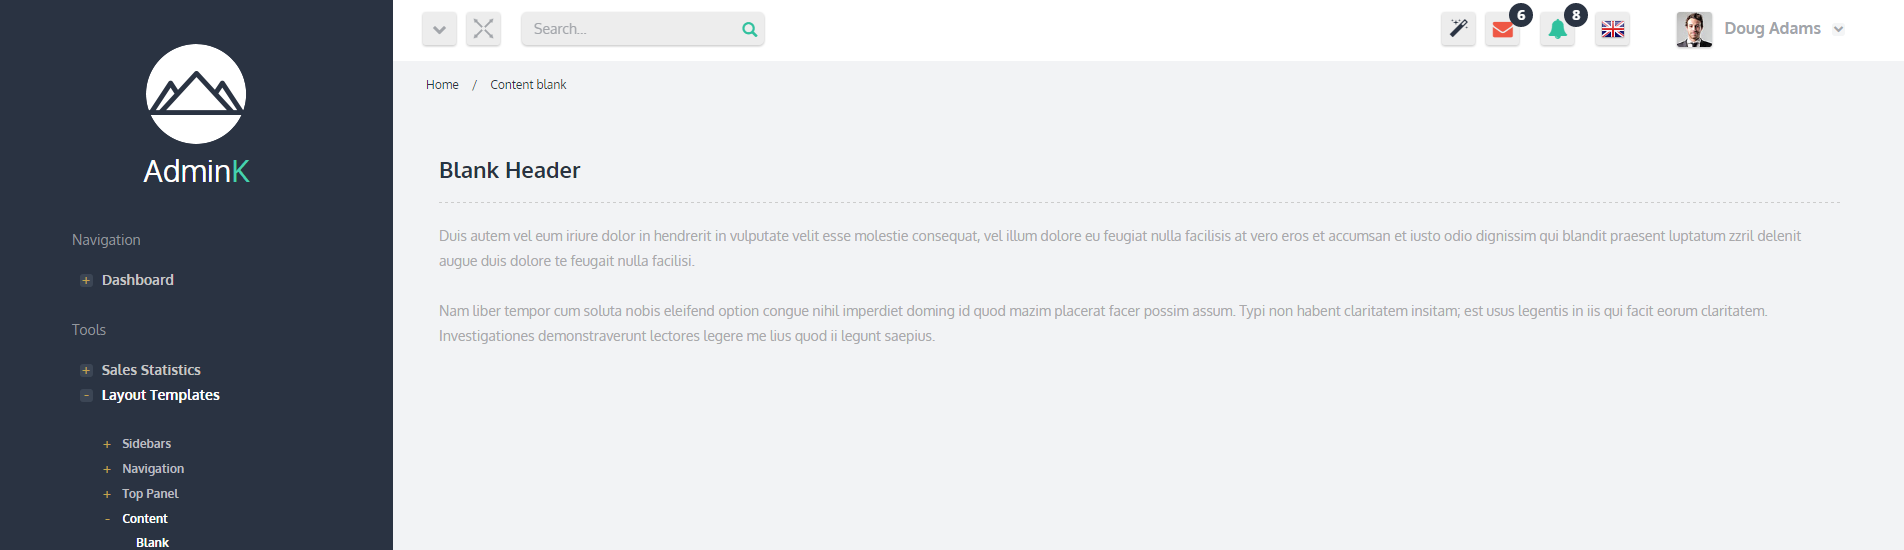 AdminK
Navigation
+ Dashboard
Tools
+ Sales Statistics
- Layout Templates
+ Sidebars
+ Navigation
+ Top Panel
- Content
Blank
Search...
6
8
Doug Adams
Home / Content blank
Blank Header
Duis autem vel eum iriure dolor in hendrerit in vulputate velit esse molestie consequat, vel illum dolore eu feugiat nulla facilisis at vero eros et accumsan et iusto odio dignissim qui blandit praesent luptatum zzril delenit
augue duis dolore te feugait nulla facilisi.
Nam liber tempor cum soluta nobis eleifend option congue nihil imperdiet doming id quod mazim placerat facer possim assum. Typi non habent claritatem insitam; est usus legentis in iis qui facit eorum claritatem.
Investigationes demonstraverunt lectores legere me lius quod ii legunt saepius.